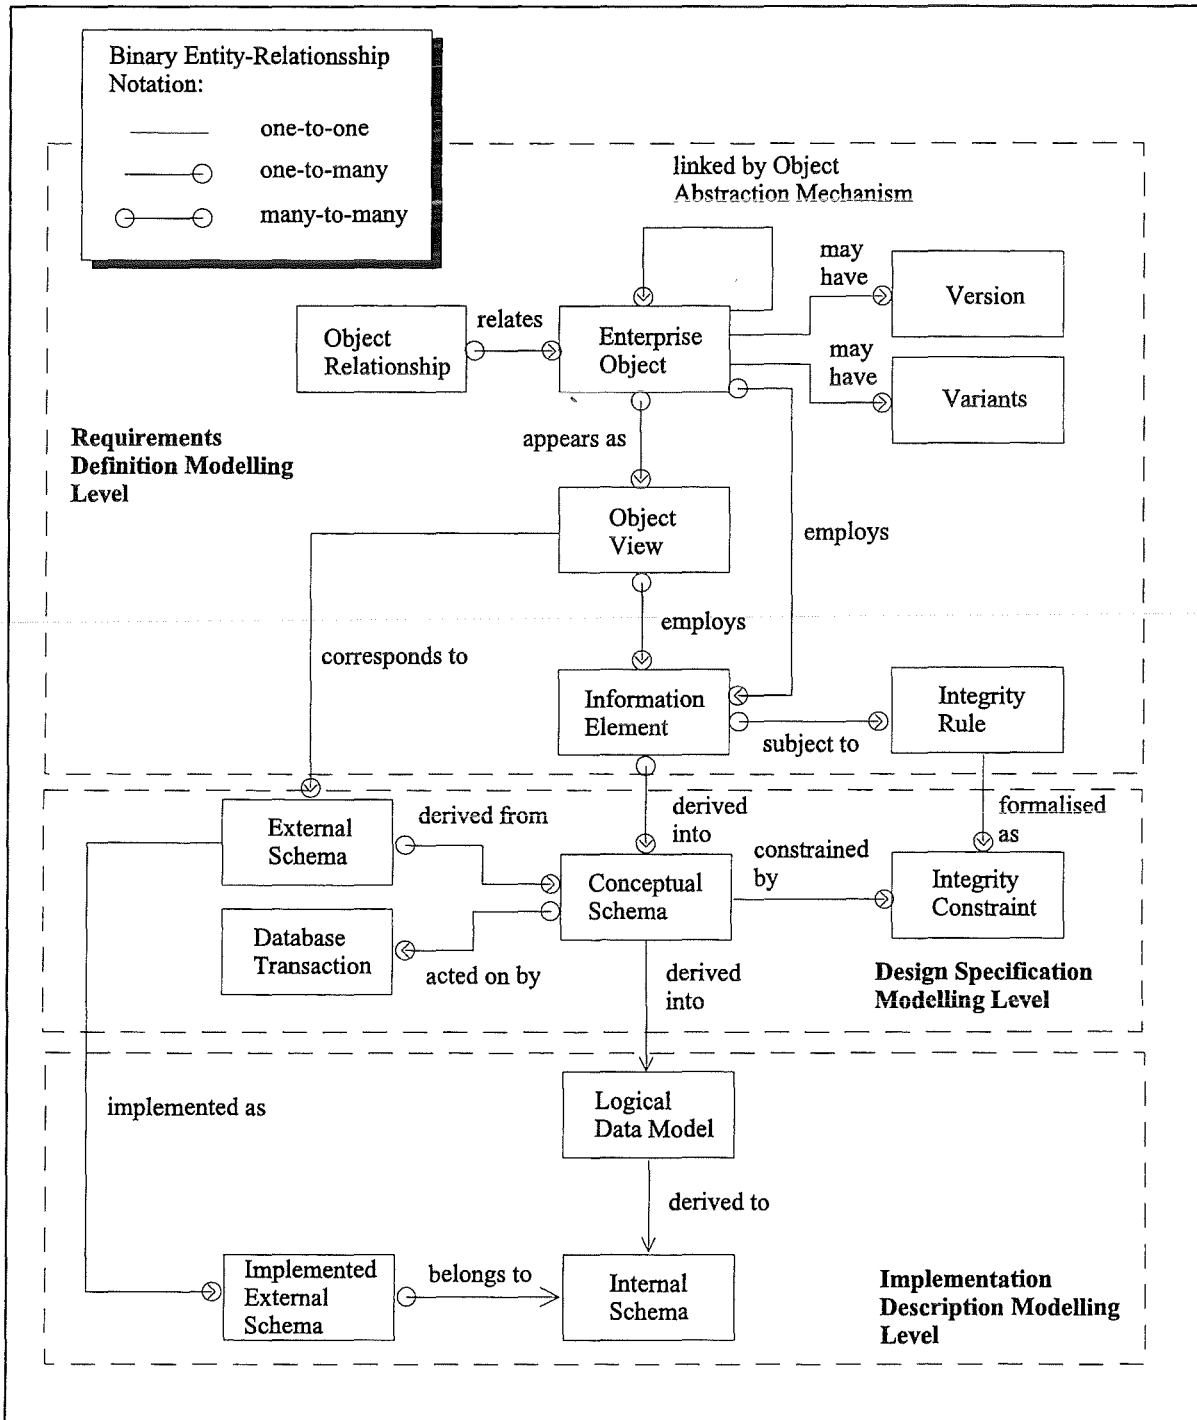 Binary Entity-Relationsship
Notation:
one-to-one
one-to-many
many-to-many
linked by Object
Abstraction Mechanism
may
have
Version
relates
Object
Relationship
Enterprise
Object
may
have
Variants
appears as
Requirements
Definition Modelling
Level
Object
View
employs
employs
corresponds to
Information
Element
subject to
Integrity
Rule
derived from
derived
into
formalised
as
External
Schema
constrained
by
Conceptual
Schema
Integrity
Constraint
Database
Transaction
acted on by
derived
into
Design Specification
Modelling Level
implemented as
Logical
Data Model
derived to
Implemented
External
Schema
belongs to
Internal
Schema
Implementation
Description Modelling
Level